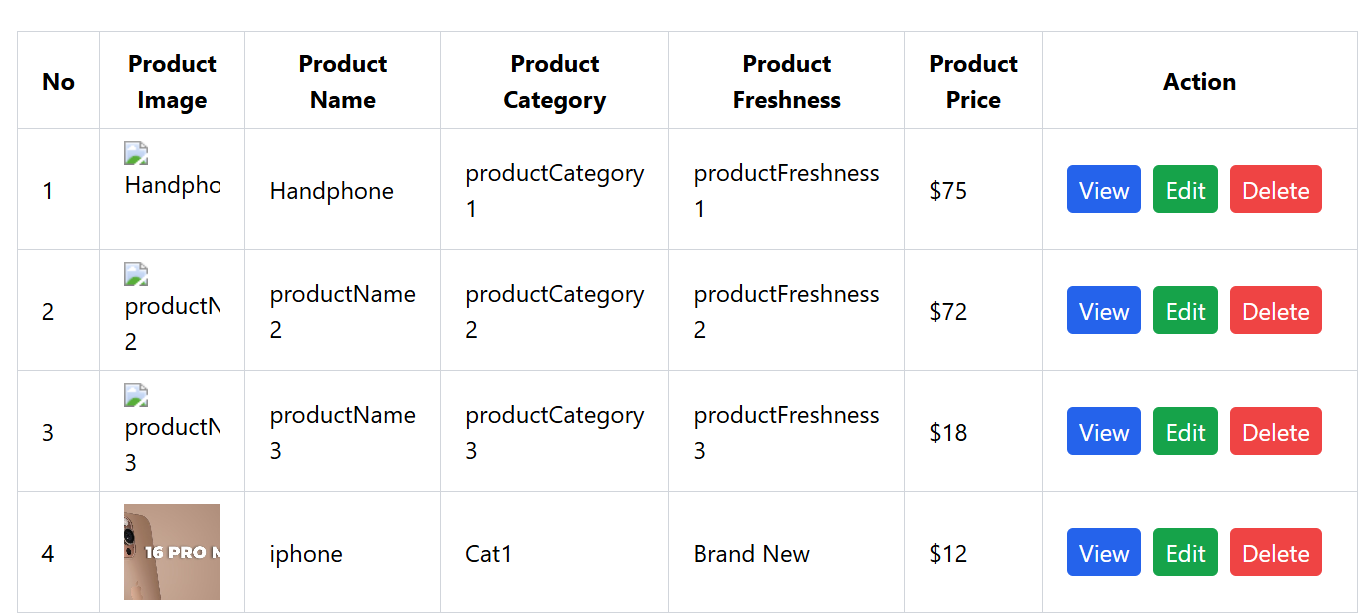 No
Product
Image
Product
Name
Product
Category
Product
Freshness
Product
Price
Action
1
Handpho
Handphone
productCategory
1
productFreshness
1
$75
View
Edit
Delete
2
productN
2
productName
2
productCategory
2
productFreshness
2
$72
View
Edit
Delete
3
productN
3
productName
3
productCategory
3
productFreshness
3
$18
View
Edit
Delete
4
16 PRO M
iphone
Cat1
Brand New
$12
View
Edit
Delete